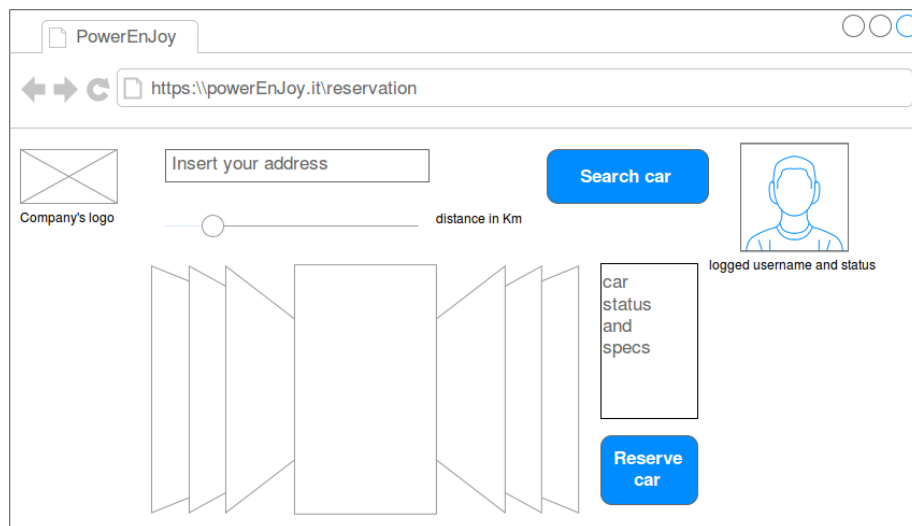 PowerEnJoy
https:\\powerEnJoy.it\reservation
Insert your address
Search car
Company's logo
distance in Km
logged username and status
car
status
and
specs
Reserve
car